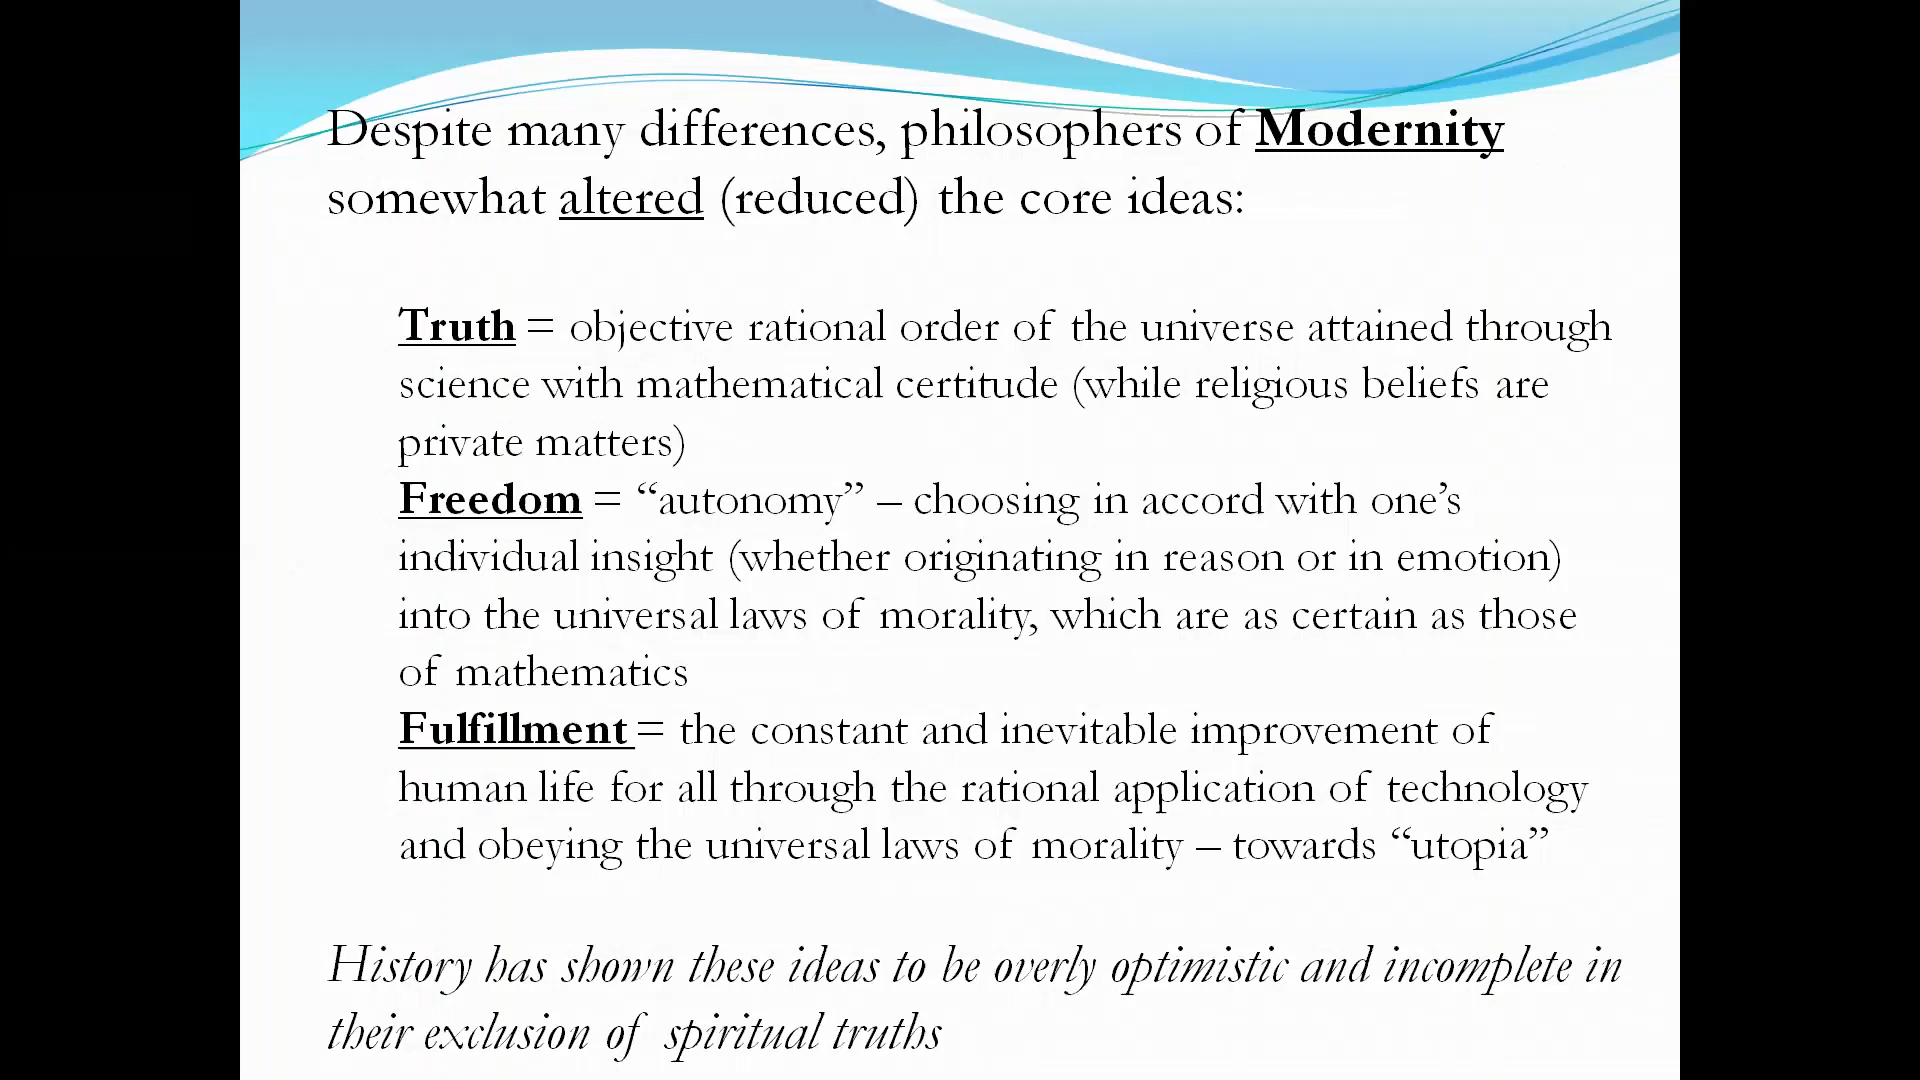 Despite many differences, philosophers of Modernity
somewhat altered (reduced) the core ideas:
Truth = objective rational order of the universe attained through
science with mathematical certitude (while religious beliefs are
private matters)
Freedom = “autonomy” – choosing in accord with one’s
individual insight (whether originating in reason or in emotion)
into the universal laws of morality, which are as certain as those
of mathematics
Fulfillment = the constant and inevitable improvement of
human life for all through the rational application of technology
and obeying the universal laws of morality – towards “utopia”
History has shown these ideas to be overly optimistic and incomplete in
their exclusion of spiritual truths